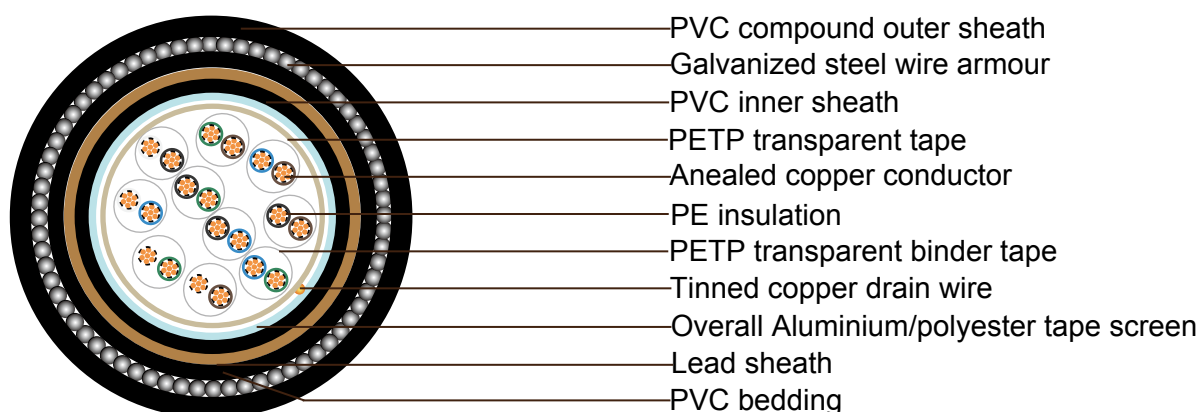 PVC compound outer sheath
Galvanized steel wire armour
PVC inner sheath
PETP transparent tape
Anealed copper conductor
PE insulation
PETP transparent binder tape
Tinned copper drain wire
Overall Aluminium/polyester tape screen
Lead sheath
PVC bedding